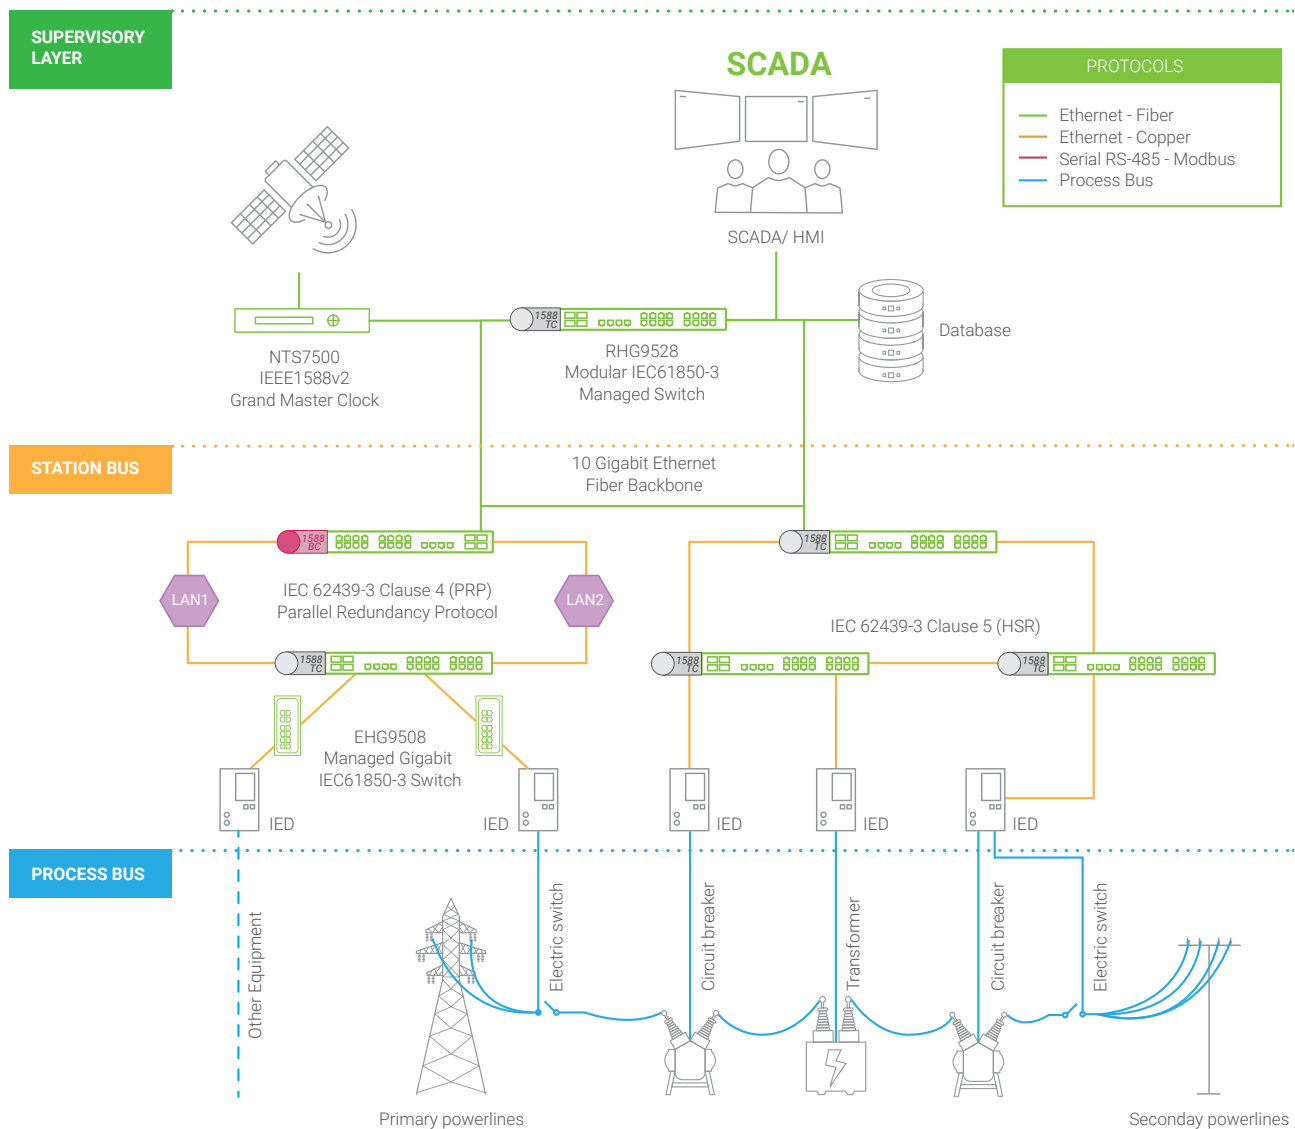 SUPERVISORY
LAYER
SCADA
PROTOCOLS
Ethernet - Fiber
Ethernet - Copper
Serial RS-485 - Modbus
Process Bus
SCADA/ HMI
1588
TC
NTS7500
IEEE1588v2
Grand Master Clock
RHG9528
Modular IEC61850-3
Managed Switch
Database
STATION BUS
10 Gigabit Ethernet
Fiber Backbone
1588
BC
1588
TC
LAN1
IEC 62439-3 Clause 4 (PRP)
Parallel Redundancy Protocol
LAN2
IEC 62439-3 Clause 5 (HSR)
1588
TC
1588
TC
1588
TC
EHG9508
Managed Gigabit
IEC61850-3 Switch
IED
IED
IED
IED
IED
PROCESS BUS
Other Equipment
Electric switch
Circuit breaker
Transformer
Circuit breaker
Electric switch
Primary powerlines
Seconday powerlines